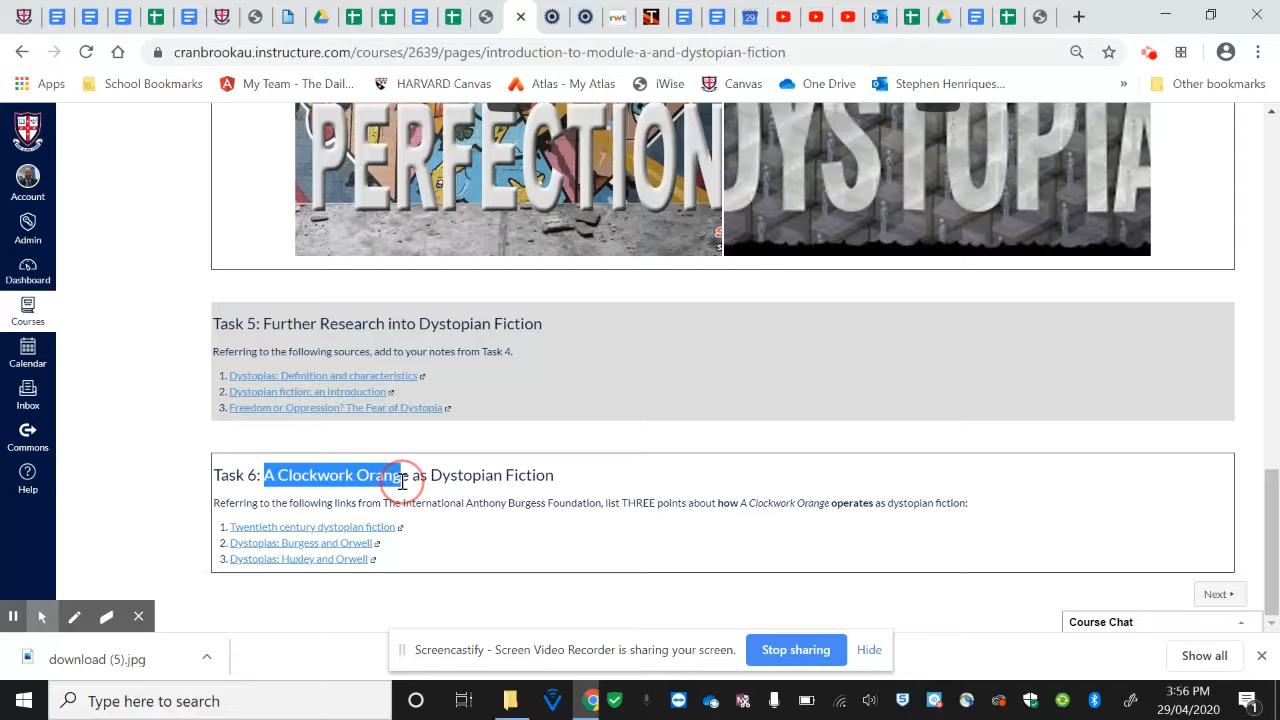 cranbrookau.instructure.com/courses/2639/pages/introduction-to-module-a-and-dystopian-fiction
Apps
School Bookmarks
My Team - The Dail...
HARVARD Canvas
Atlas - My Atlas
iWise
Canvas
One Drive
Stephen Henriques...
»
Other bookmarks
Account
Admin
Dashboard
Courses
Calendar
Inbox
Commons
Help
PERFECTION
DYSTOPIA
Task 5: Further Research into Dystopian Fiction
Referring to the following sources, add to your notes from Task 4.
1. Dystopias: Definition and characteristics
2. Dystopian fiction: an Introduction
3. Freedom or Oppression? The Fear of Dystopia
Task 6: A Clockwork Orange as Dystopian Fiction
Referring to the following links from The International Anthony Burgess Foundation, list THREE points about how A Clockwork Orange operates as dystopian fiction:
1. Twentieth century dystopian fiction
2. Dystopias: Burgess and Orwell
3. Dystopias: Huxley and Orwell
Next
Course Chat
Screencastify - Screen Video Recorder is sharing your screen.
Stop sharing
Hide
download (5).jpg
Show all
Type here to search
3:56 PM
29/04/2020